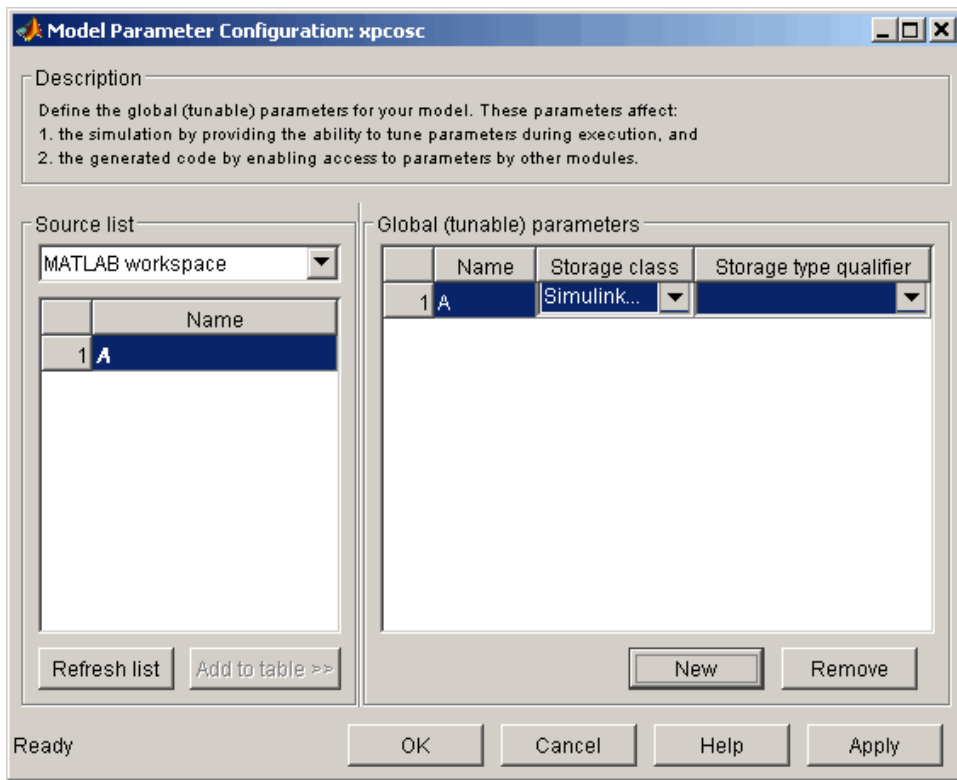 Model Parameter Configuration: xpcosc
Description
Define the global (tunable) parameters for your model. These parameters affect:
1. the simulation by providing the ability to tune parameters during execution, and
2. the generated code by enabling access to parameters by other modules.
Source list
MATLAB workspace
Name
1 A
Refresh list Add to table >>
Global (tunable) parameters
Name Storage class Storage type qualifier
1 A Simulink...
New Remove
Ready OK Cancel Help Apply